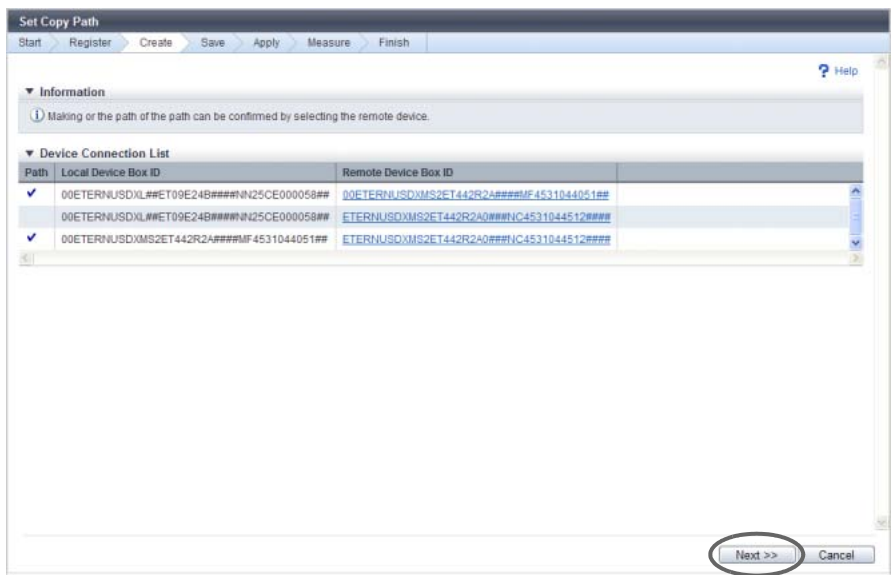 Set Copy Path
Start Register Create Save Apply Measure Finish
? Help
▼ Information
Making or the path of the path can be confirmed by selecting the remote device.
▼ Device Connection List
Path Local Device Box ID Remote Device Box ID
✔ 00ETERNUSDXL##ET09E24B####NN25CE000058## 00ETERNUSDXMS2ET442R2A####MF4531044051##
00ETERNUSDXL##ET09E24B####NN25CE000058## ETERNUSDXMS2ET442R2A0###NC4531044512####
✔ 00ETERNUSDXMS2ET442R2A####MF4531044051## ETERNUSDXMS2ET442R2A0###NC4531044512####
Next >> Cancel